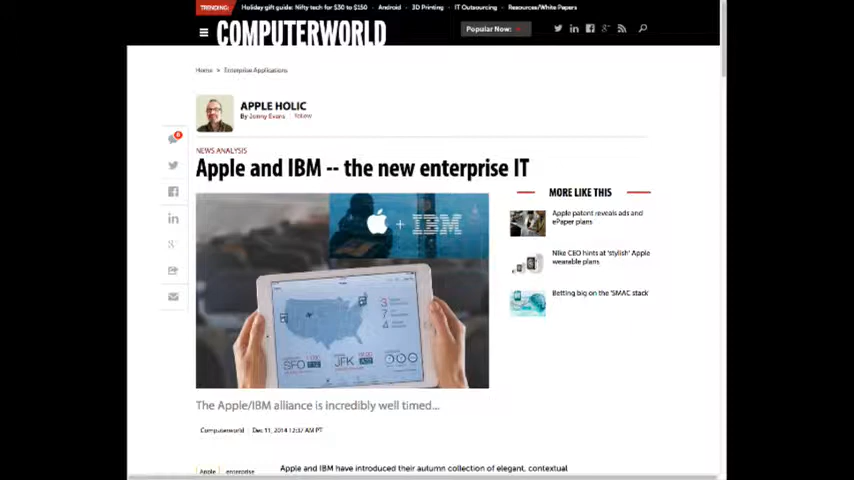 TRENDING: Holiday gift guide: Nifty tech for $30 to $150 | Android | 3D Printing | IT Outsourcing | Resources/White Papers
COMPUTERWORLD
Popular Now:
Home > Enterprise Applications
APPLE HOLIC
By Jonny Evans | Follow
NEWS ANALYSIS
Apple and IBM -- the new enterprise IT
+ IBM
3
7
4
SFO
JFK
The Apple/IBM alliance is incredibly well timed...
Computerworld | Dec 11, 2014 12:37 AM PT
Apple | enterprise
Apple and IBM have introduced their autumn collection of elegant, contextual
MORE LIKE THIS
Apple patent reveals ads and
ePaper plans
Nike CEO hints at 'stylish' Apple
wearable plans
Betting big on the 'SMAC stack'